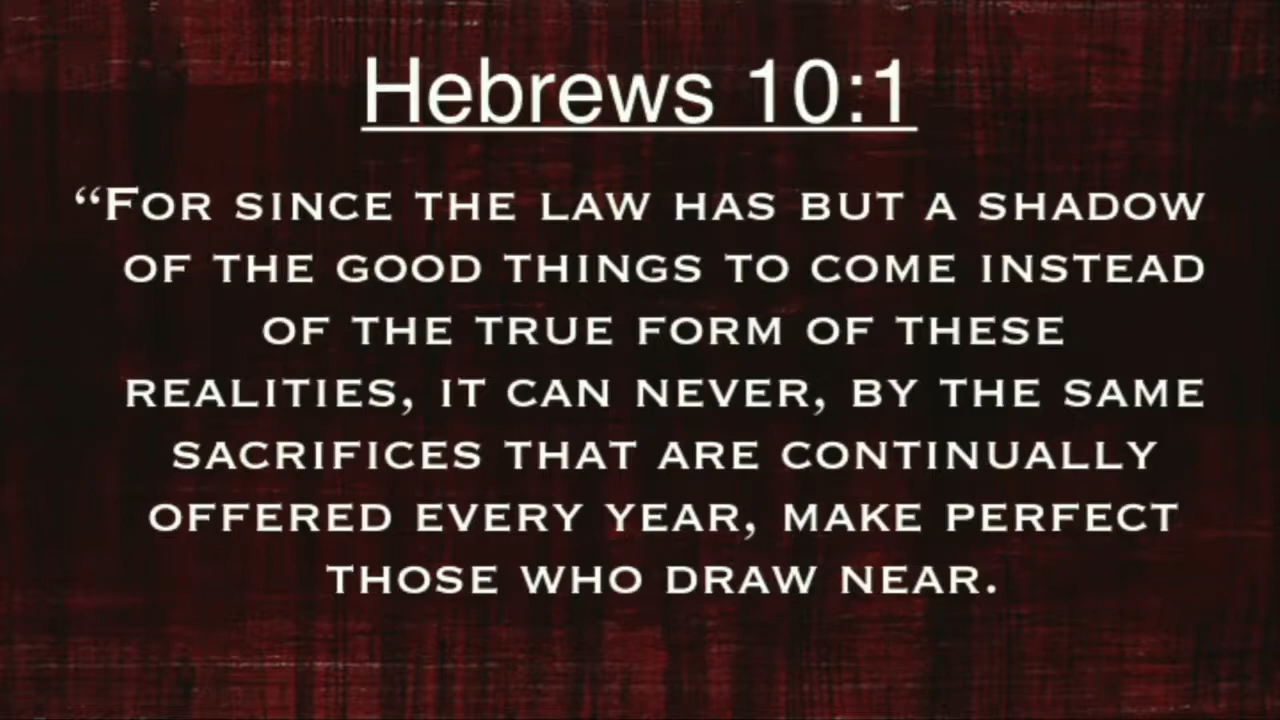 Hebrews 10:1
“FOR SINCE THE LAW HAS BUT A SHADOW
OF THE GOOD THINGS TO COME INSTEAD
OF THE TRUE FORM OF THESE
REALITIES, IT CAN NEVER, BY THE SAME
SACRIFICES THAT ARE CONTINUALLY
OFFERED EVERY YEAR, MAKE PERFECT
THOSE WHO DRAW NEAR.